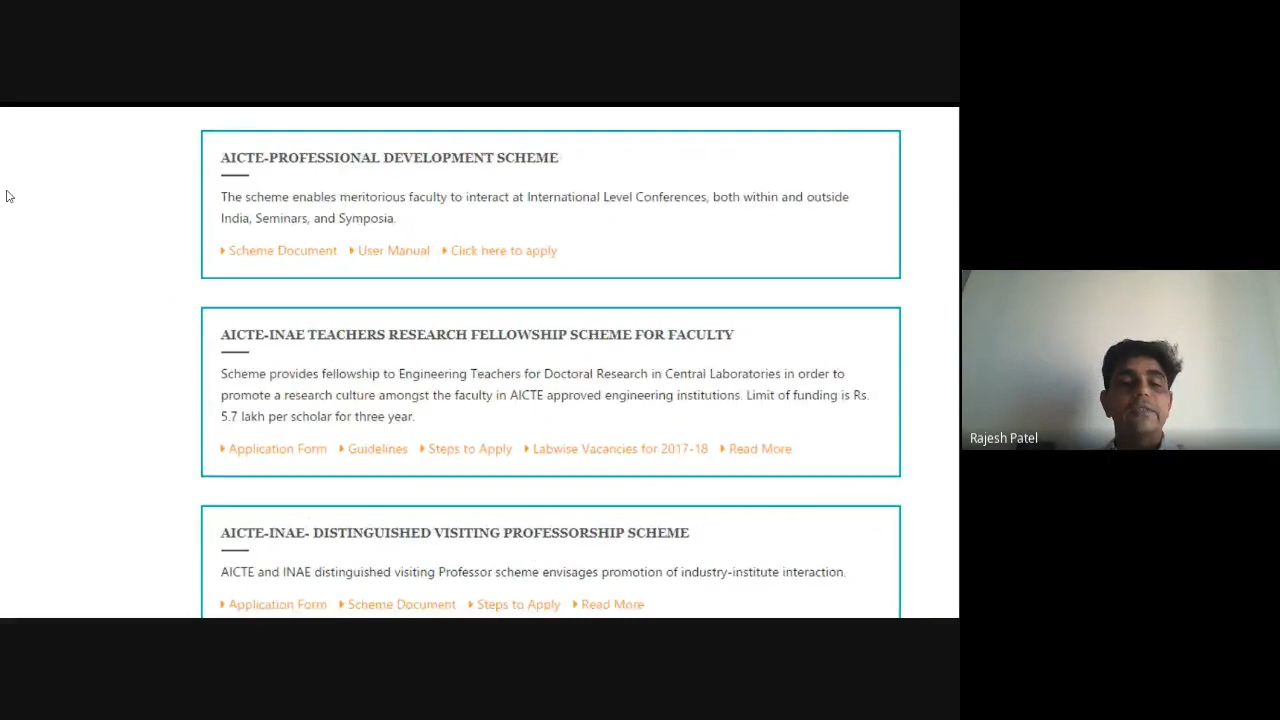 AICTE-PROFESSIONAL DEVELOPMENT SCHEME
The scheme enables meritorious faculty to interact at International Level Conferences, both within and outside
India, Seminars, and Symposia.
Scheme Document User Manual Click here to apply
AICTE-INAE TEACHERS RESEARCH FELLOWSHIP SCHEME FOR FACULTY
Scheme provides fellowship to Engineering Teachers for Doctoral Research in Central Laboratories in order to
promote a research culture amongst the faculty in AICTE approved engineering institutions. Limit of funding is Rs.
5.7 lakh per scholar for three year.
Application Form Guidelines Steps to Apply Labwise Vacancies for 2017-18 Read More
AICTE-INAE- DISTINGUISHED VISITING PROFESSORSHIP SCHEME
AICTE and INAE distinguished visiting Professor scheme envisages promotion of industry-institute interaction.
Application Form Scheme Document Steps to Apply Read More
Rajesh Patel